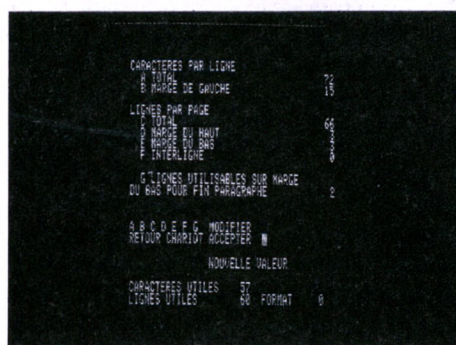 CARACTERES PAR LIGNE
A TOTAL 72
B MARGE DE GAUCHE 15
LIGNES PAR PAGE
C TOTAL 66
D MARGE DU HAUT 3
E MARGE DU BAS 3
F INTERLIGNE 0
G LIGNES UTILISABLES SUR MARGE
DU BAS POUR FIN PARAGRAPHE 2
A B C D E F G MODIFIER
RETOUR CHARIOT ACCEPTER
NOUVELLE VALEUR
CARACTERES UTILES 57
LIGNES UTILES 60 FORMAT 0